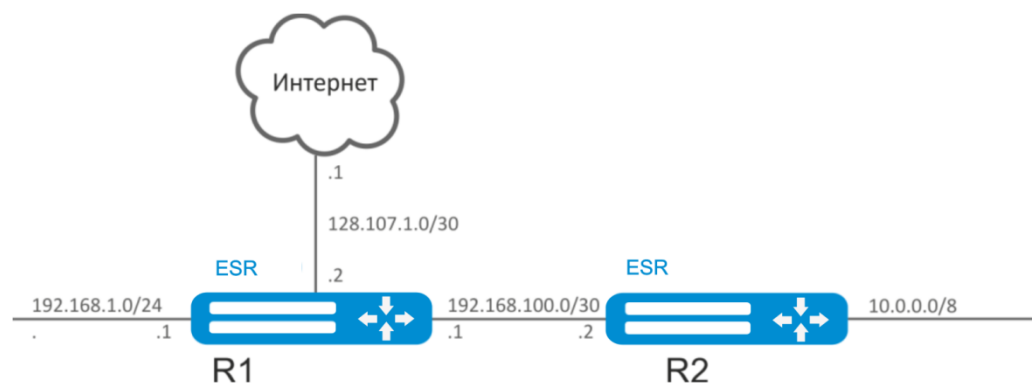 Интернет
.1
128.107.1.0/30
.2
ESR
ESR
192.168.1.0/24
192.168.100.0/30
10.0.0.0/8
.
.1
.1
.2
R1
R2